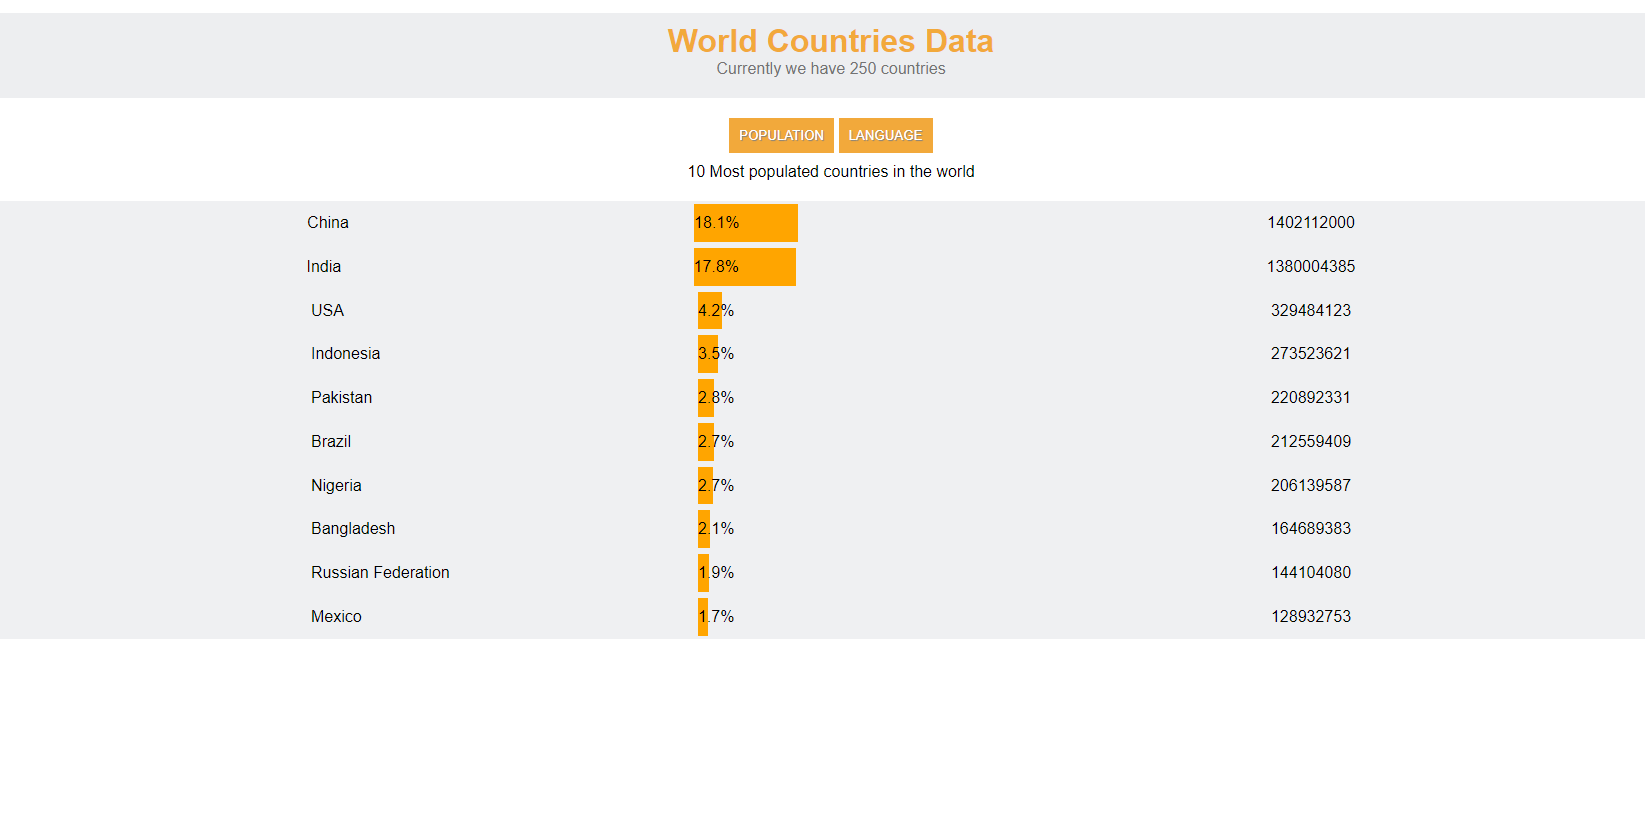 World Countries Data
Currently we have 250 countries
POPULATION LANGUAGE
10 Most populated countries in the world
China 18.1% 1402112000
India 17.8% 1380004385
USA 4.2% 329484123
Indonesia 3.5% 273523621
Pakistan 2.8% 220892331
Brazil 2.7% 212559409
Nigeria 2.7% 206139587
Bangladesh 2.1% 164689383
Russian Federation 1.9% 144104080
Mexico 1.7% 128932753